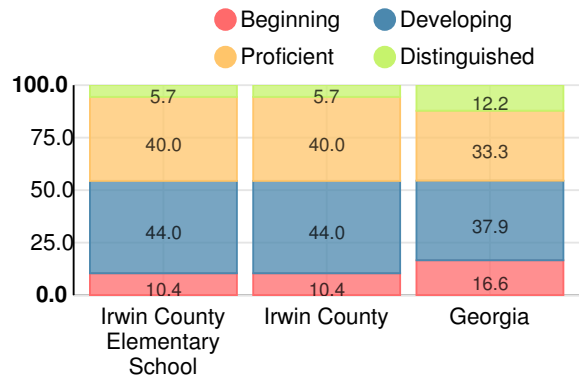 Beginning Developing
Proficient Distinguished
100.0
75.0
50.0
25.0
0.0
5.7 5.7 12.2
40.0 40.0 33.3
44.0 44.0 37.9
10.4 10.4 16.6
Irwin County Elementary School
Irwin County
Georgia